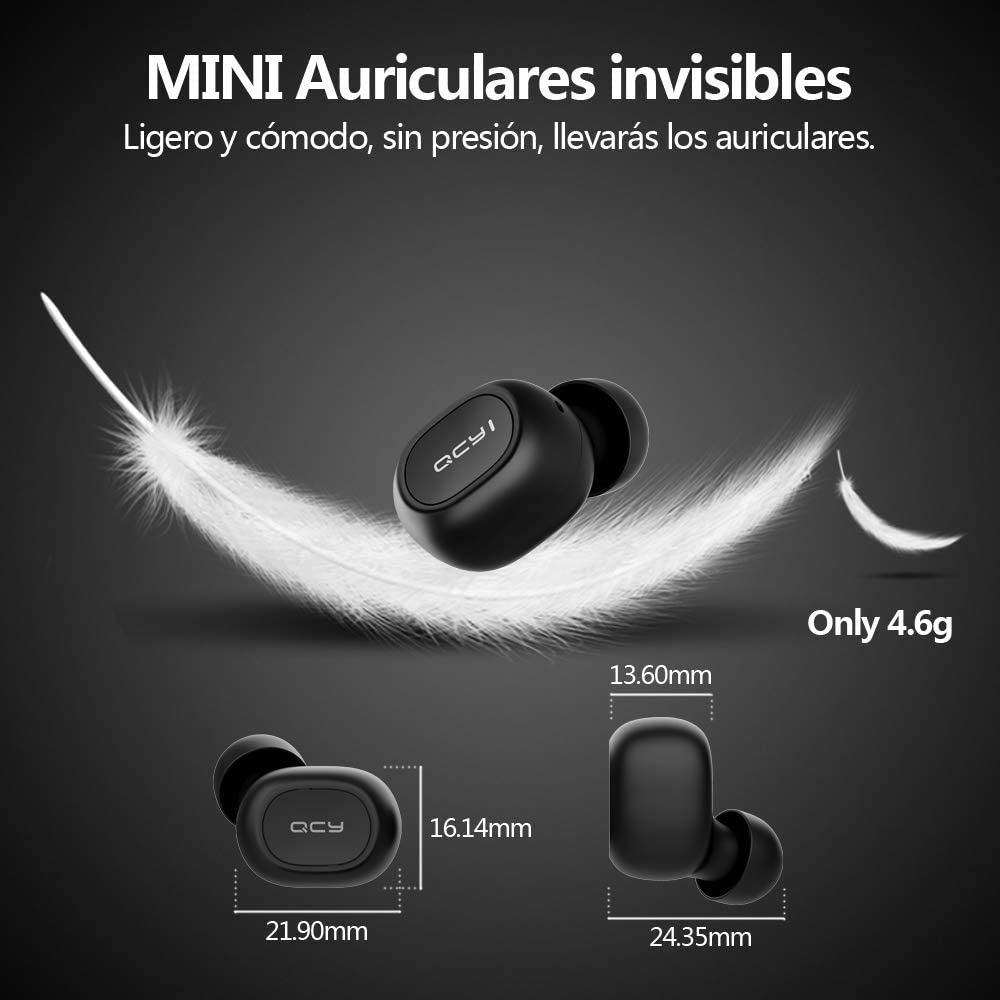 MINI Auriculares invisibles
Ligero y cómodo, sin presión, llevarás los auriculares.
QCY
Only 4.6g
13.60mm
QCY
16.14mm
21.90mm
24.35mm